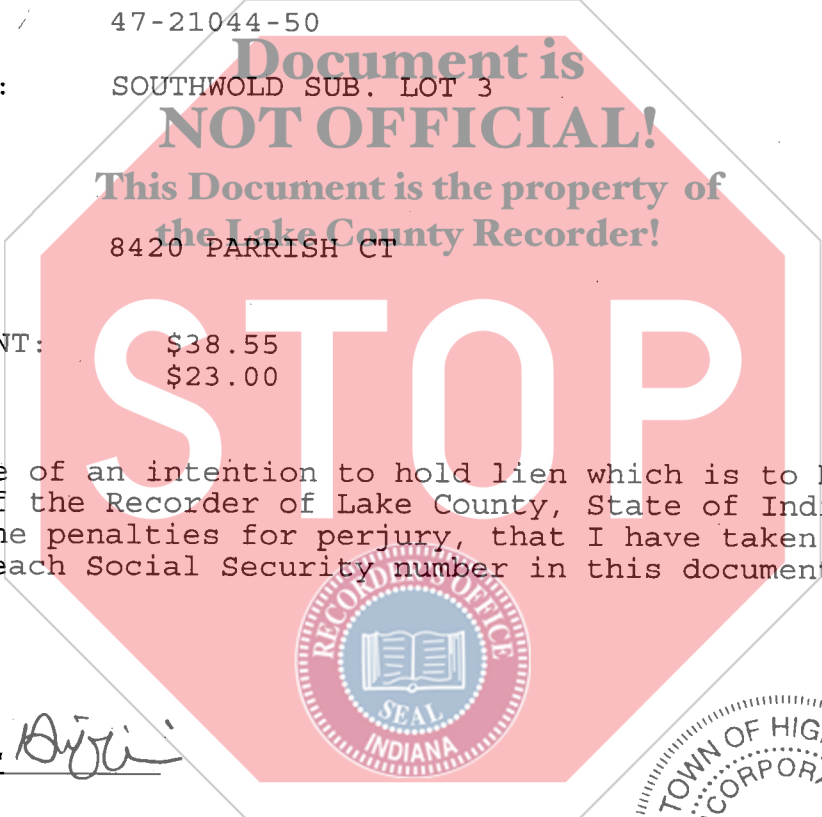 47-21044-50
Document is
: SOUTHWOLD SUB. LOT 3
NOT OFFICIAL!
This Document is the property of
the Lake County Recorder!
8420 PARRISH CT
NT: $38.55
$23.00
STOP
e of an intention to hold lien which is to
f the Recorder of Lake County, State of Ind
he penalties for perjury, that I have taken
each Social Security number in this document
RECORDER'S OFFICE
SEAL
INDIANA
TOWN OF HIG
CORPOR